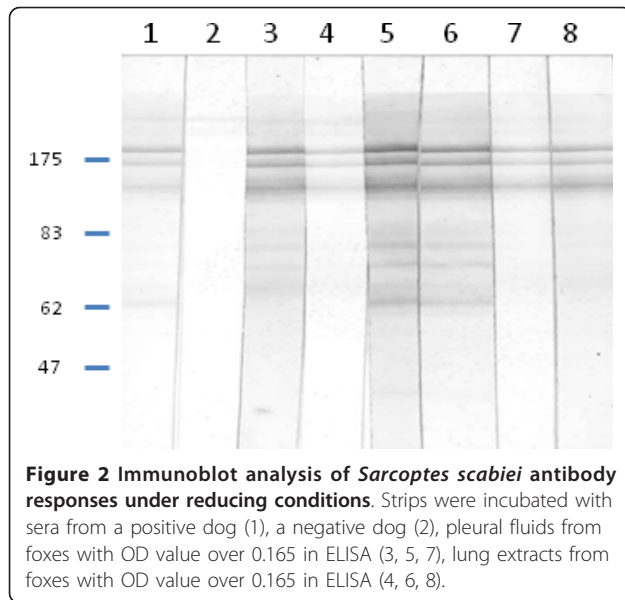 1 2 3 4 5 6 7 8
175
83
62
47
Figure 2 Immunoblot analysis of Sarcoptes scabiei antibody
responses under reducing conditions. Strips were incubated with
sera from a positive dog (1), a negative dog (2), pleural fluids from
foxes with OD value over 0.165 in ELISA (3, 5, 7), lung extracts from
foxes with OD value over 0.165 in ELISA (4, 6, 8).